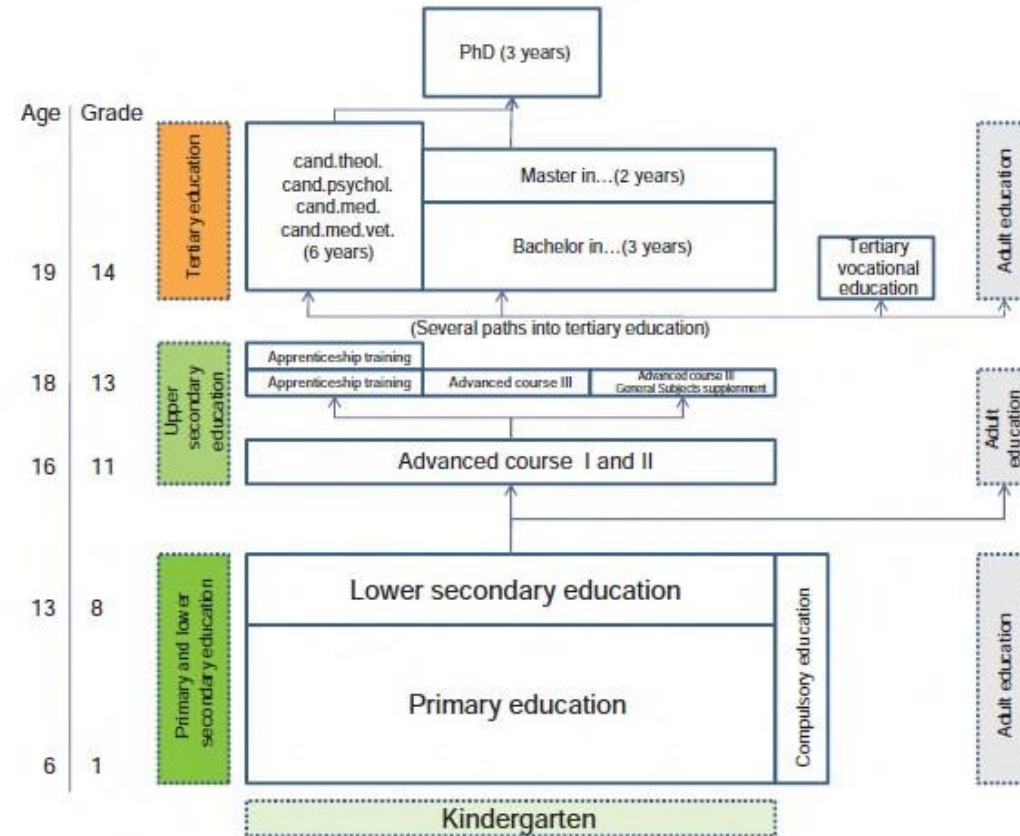 PhD (3 years)
Age Grade
Tertiary education
cand.theol.
cand.psychol.
cand.med.
cand.med.vet.
(6 years)
Master in...(2 years)
Bachelor in...(3 years)
Tertiary
vocational
education
Adult education
19 14
(Several paths into tertiary education)
Upper
secondary
education
Apprenticeship training
18 13
Apprenticeship training
Advanced course III
Advanced course III
General Subjects supplenment
Adult
education
16 11
Advanced course I and II
Primary and lower
secondary education
Lower secondary education
Compulsory education
Adult education
13 8
Primary education
6 1
Kindergarten